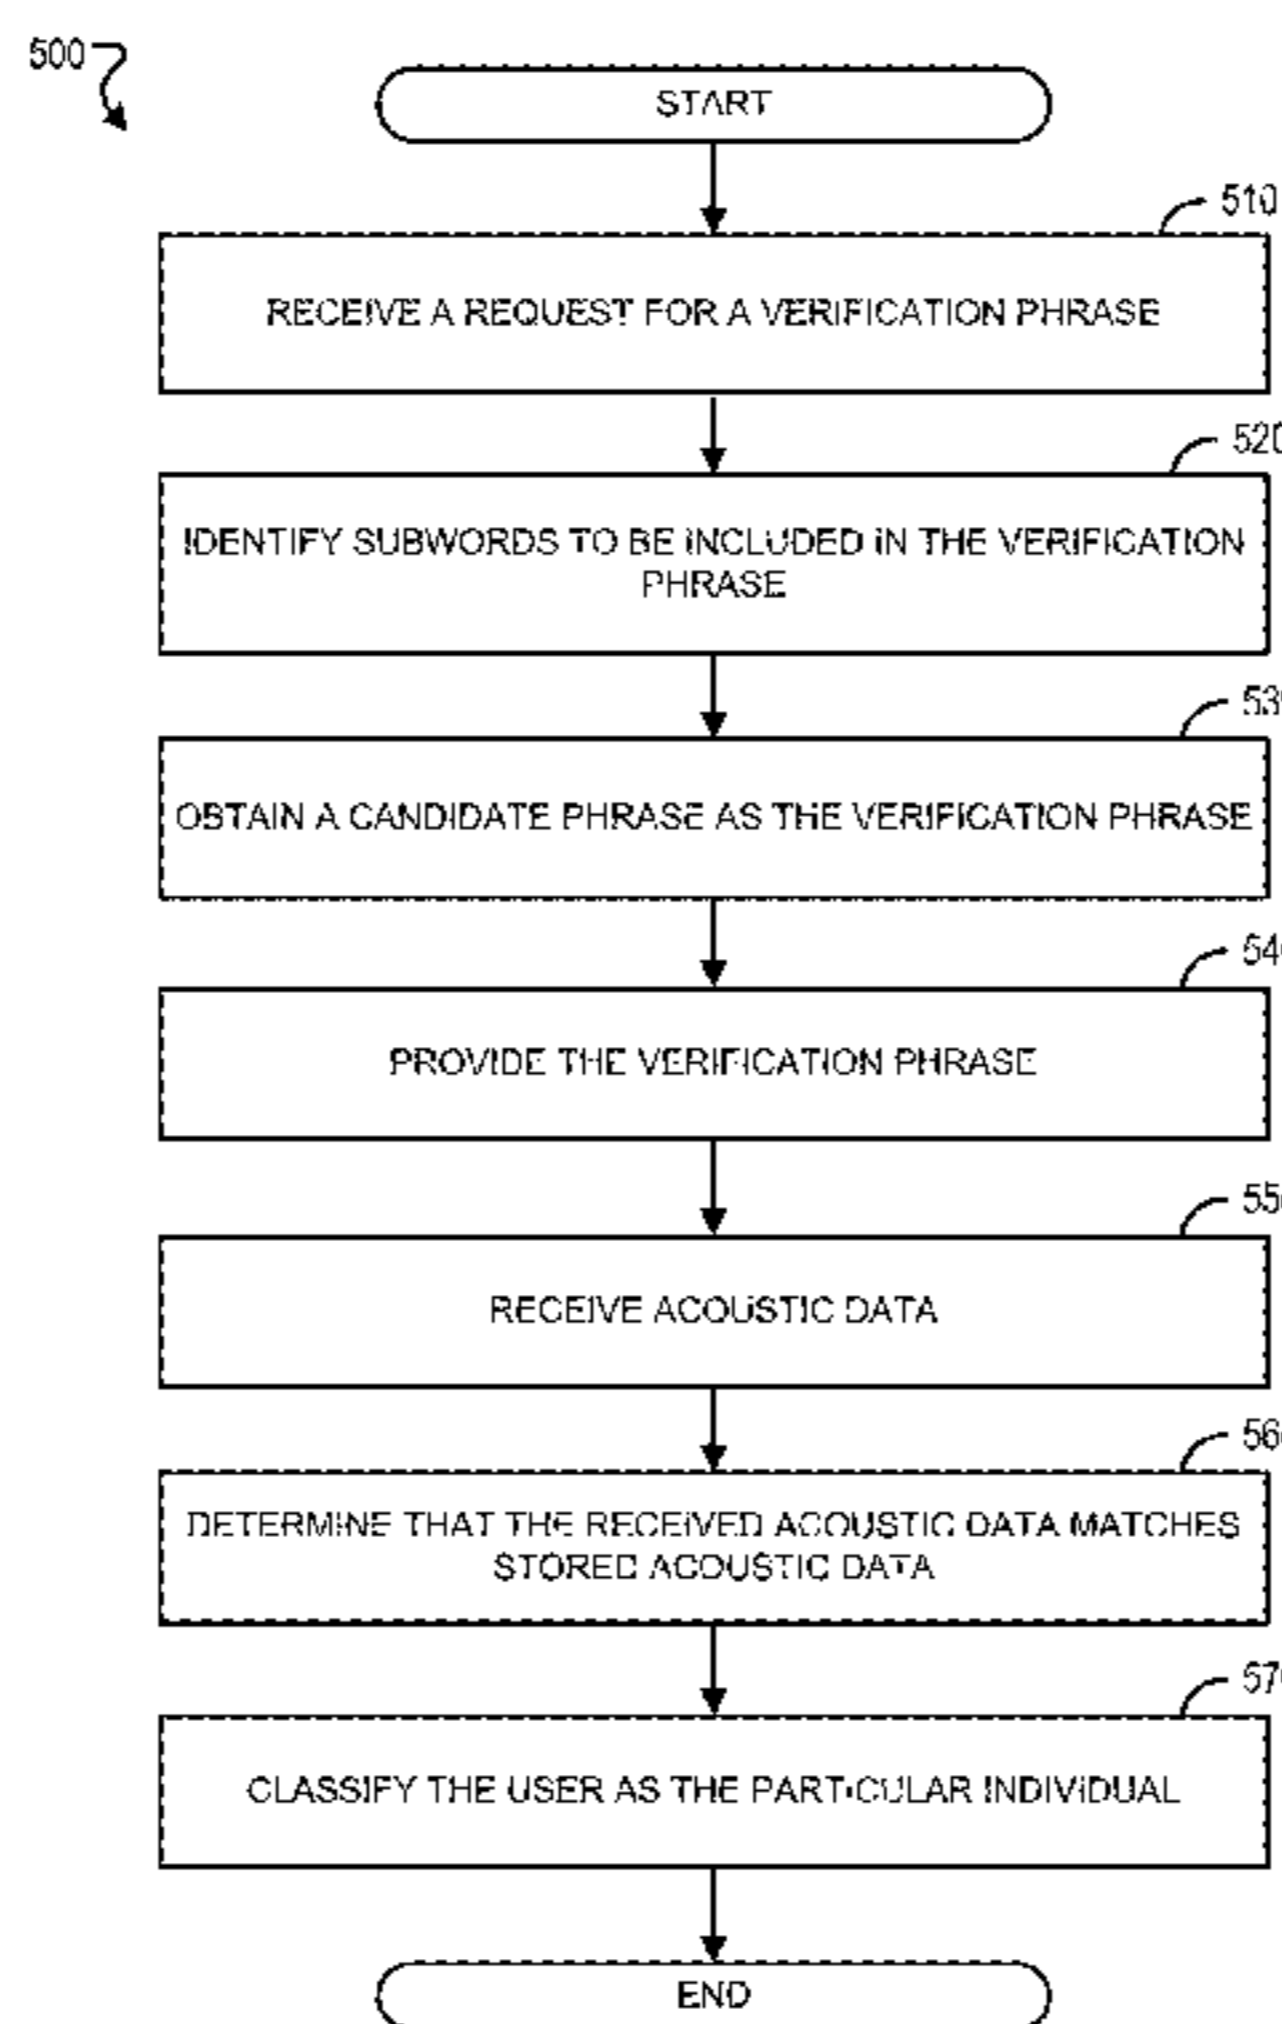 500
START
510
RECEIVE A REQUEST FOR A VERIFICATION PHRASE
520
IDENTIFY SUBWORDS TO BE INCLUDED IN THE VERIFICATION
PHRASE
OBTAIN A CANDIDATE PHRASE AS THE VERIFICATION PHRASE
PROVIDE THE VERIFICATION PHRASE
RECEIVE ACOUSTIC DATA
DETERMINE THAT THE RECEIVED ACOUSTIC DATA MATCHES
STORED ACOUSTIC DATA
CLASSIFY THE USER AS THE PARTICULAR INDIVIDUAL
END